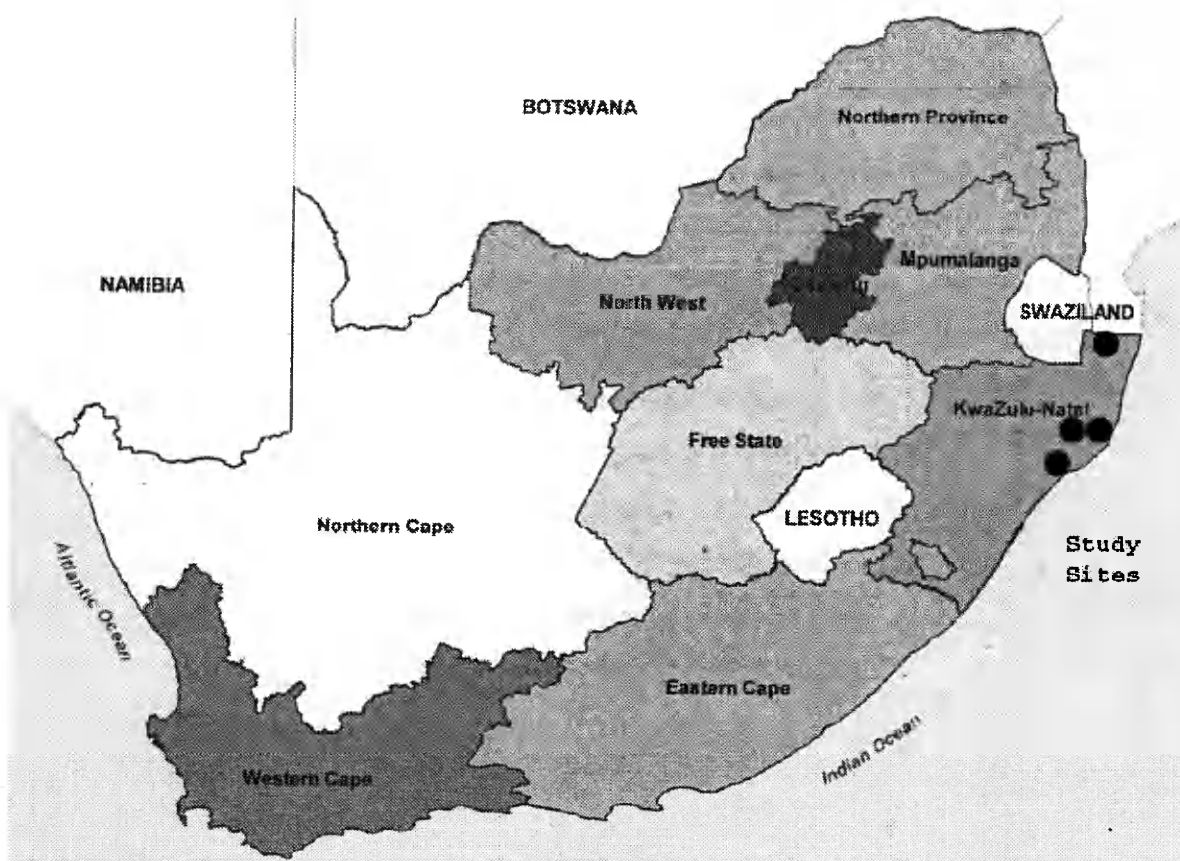 BOTSWANA
Northern Province
NAMIBIA
Mpumalanga
North West
SWAZILAND
KwaZulu-Natal
Free State
Northern Cape
LESOTHO
Study
Sites
Atlantic Ocean
Eastern Cape
Indian Ocean
Western Cape